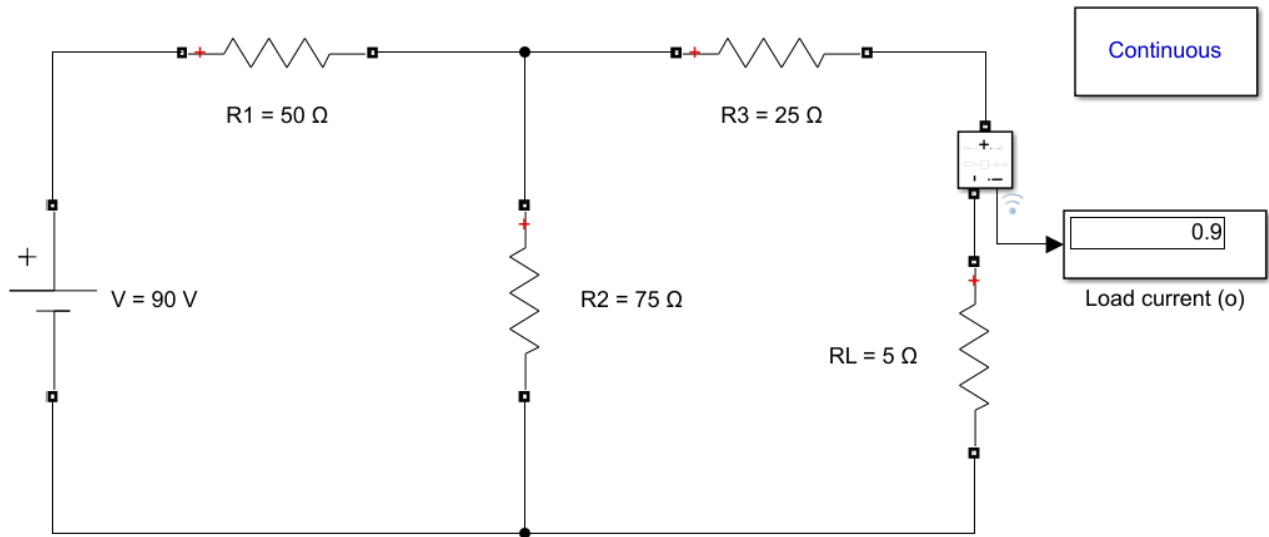 Continuous
R1 = 50 Ω
R3 = 25 Ω
+
-
0.9
+
V = 90 V
R2 = 75 Ω
Load current (o)
RL = 5 Ω